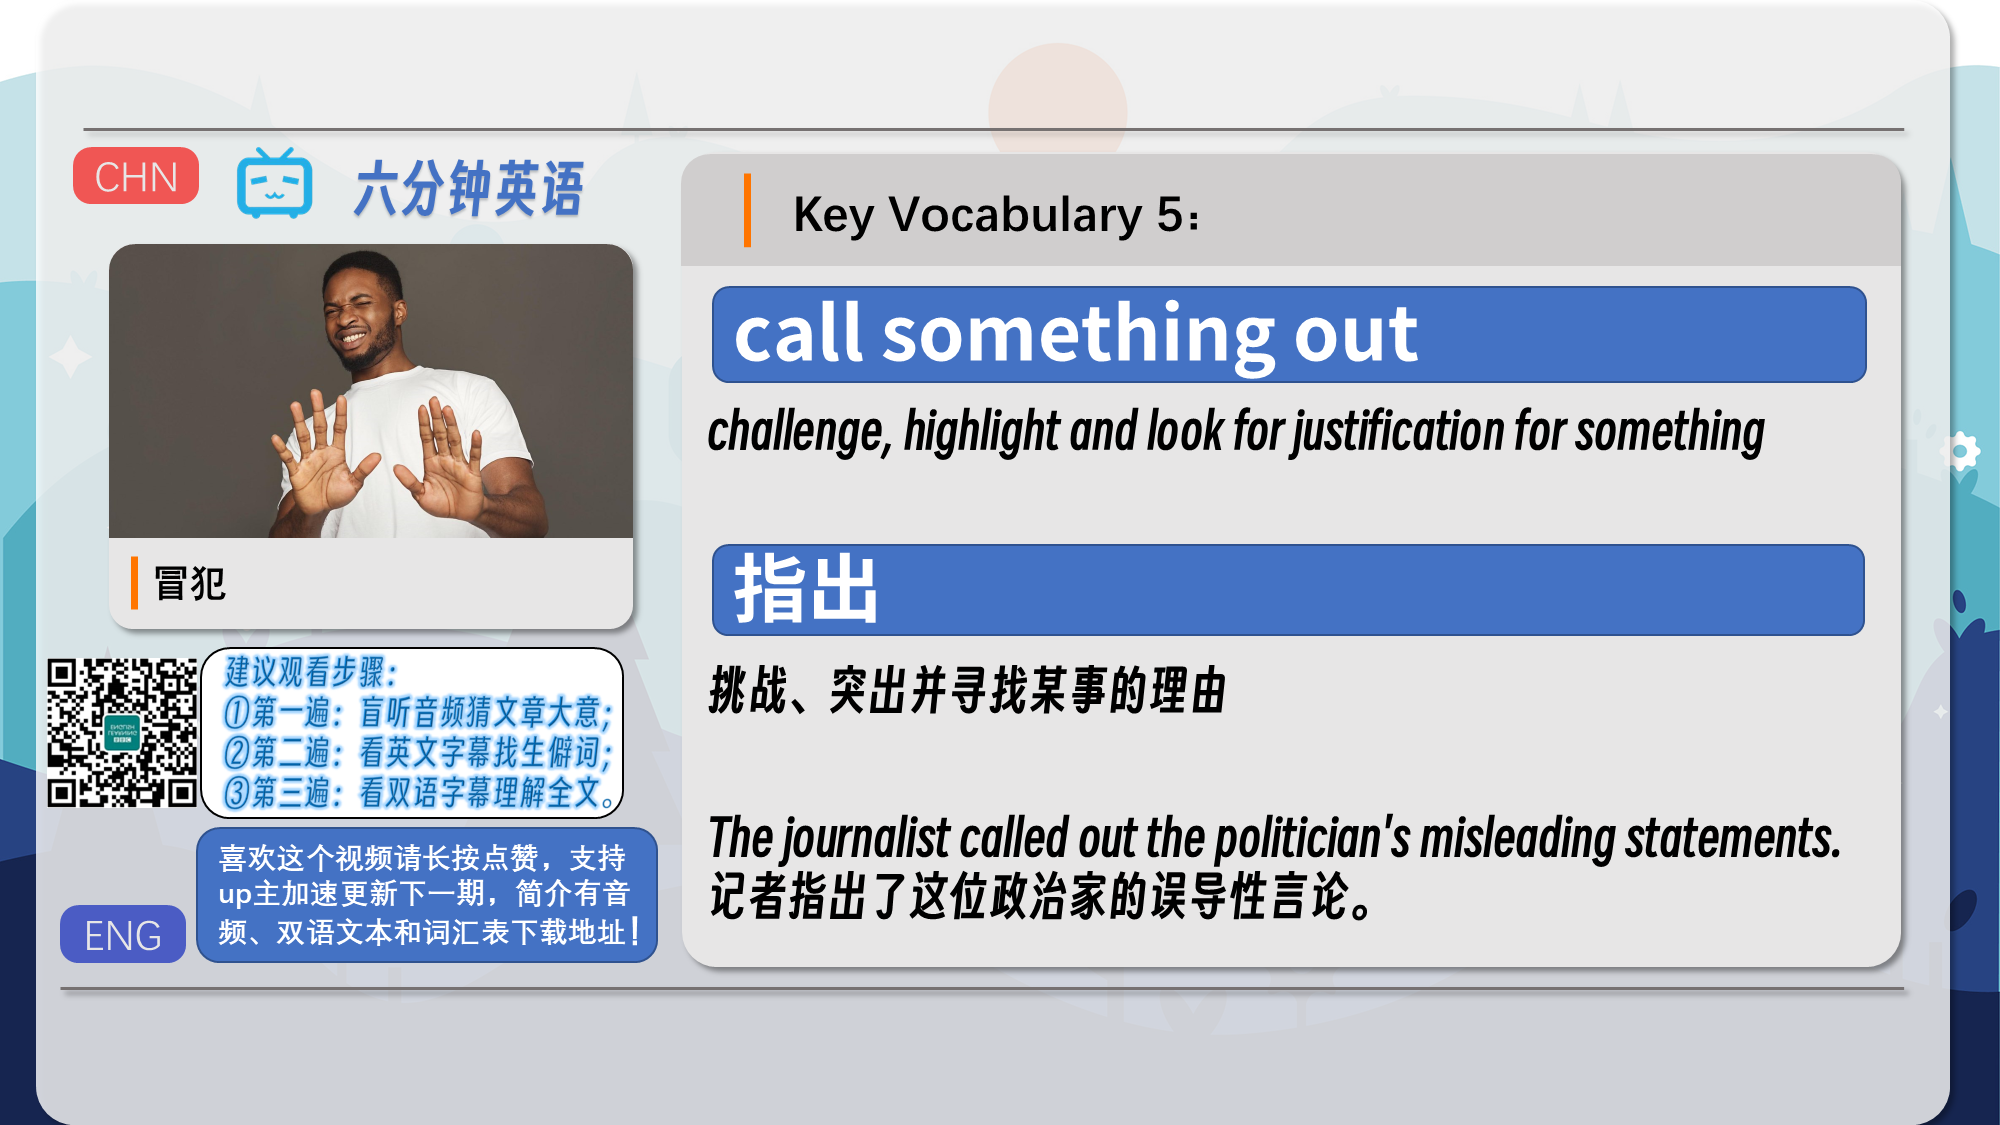 CHN
六分钟英语
冒犯
建议观看步骤：
①第一遍：盲听音频猜文章大意；
②第二遍：看英文字幕找生僻词；
③第三遍：看双语字幕理解全文。
喜欢这个视频请长按点赞，支持
up主加速更新下一期，简介有音
频、双语文本和词汇表下载地址！
ENG
Key Vocabulary 5：
call something out
challenge, highlight and look for justification for something
指出
挑战、突出并寻找某事的理由
The journalist called out the politician's misleading statements.
记者指出了这位政治家的误导性言论。